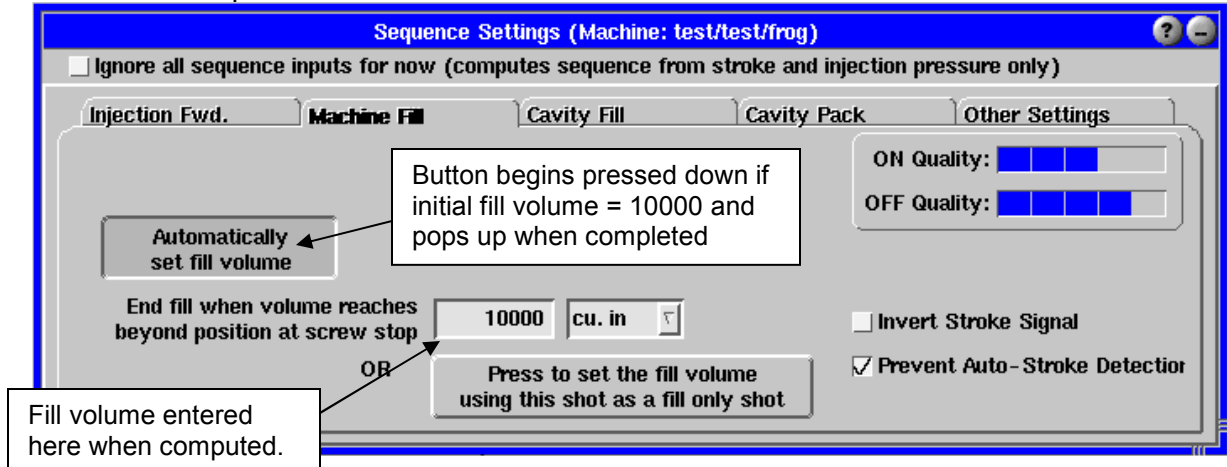 Sequence Settings (Machine: test/test/frog)
Ignore all sequence inputs for now (computes sequence from stroke and injection pressure only)
Injection Fwd.
Machine Fill
Cavity Fill
Cavity Pack
Other Settings
ON Quality:
OFF Quality:
Button begins pressed down if
initial fill volume = 10000 and
pops up when completed
Automatically
set fill volume
End fill when volume reaches
beyond position at screw stop
10000
cu. in
Invert Stroke Signal
OR
Press to set the fill volume
using this shot as a fill only shot
Prevent Auto-Stroke Detection
Fill volume entered
here when computed.